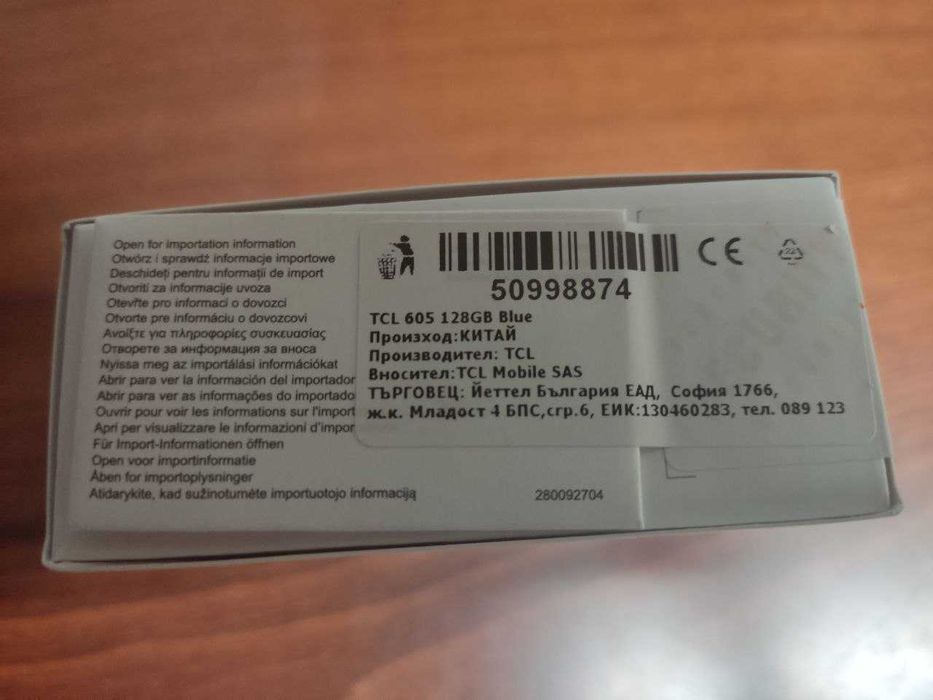 Open for importation information
Otwórz i sprawdź informacje importowe
Deschideți pentru informații de import
Otvoriti za informacije uvoza
Otevřte pro informaci o dovozci
Otvorte pre informáciu o dovozcovi
Ανοίξτε για πληροφορίες συσκευασίας
Отворете за информация за вноса
Nyissa meg az importálási információkat
Abrir para ver la información del importador
Abrir para ver as informações do importado
Ouvrir pour voir les informations sur l'import
Apri per visualizzare le informazioni d'impor
Für Import-Informationen öffnen
Open voor importinformatie
Åben for importoplysninger
Atidarykite, kad sužinotumėte importuotojo informaciją
280092704
CE
22
50998874
TCL 605 128GB Blue
Произход:КИТАЙ
Производител: TCL
Вносител:TCL Mobile SAS
ТЪРГОВЕЦ: Йеттел България ЕАД, София 1766,
ж.к. Младост 4 БПС,сгр.6, ЕИК:130460283, тел. 089 123